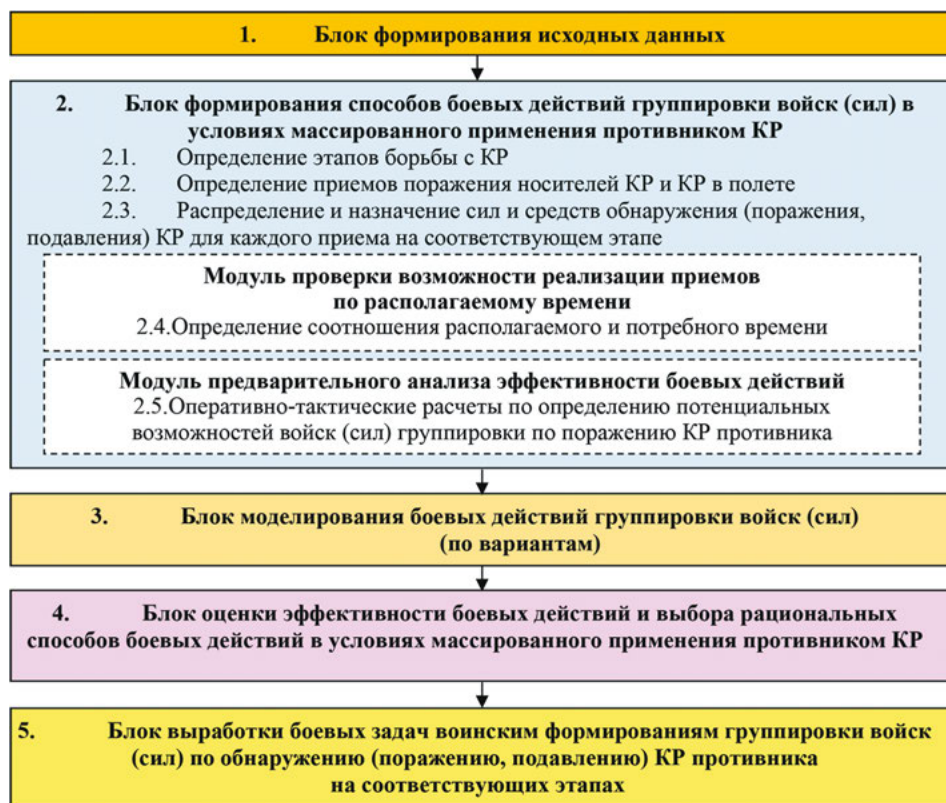 1. Блок формирования исходных данных
2. Блок формирования способов боевых действий группировки войск (сил) в
условиях массированного применения противником КР
2.1. Определение этапов борьбы с КР
2.2. Определение приемов поражения носителей КР и КР в полете
2.3. Распределение и назначение сил и средств обнаружения (поражения,
подавления) КР для каждого приема на соответствующем этапе
Модуль проверки возможности реализации приемов
по располагаемому времени
2.4.Определение соотношения располагаемого и потребного времени
Модуль предварительного анализа эффективности боевых действий
2.5.Оперативно-тактические расчеты по определению потенциальных
возможностей войск (сил) группировки по поражению КР противника
3. Блок моделирования боевых действий группировки войск (сил)
(по вариантам)
4. Блок оценки эффективности боевых действий и выбора рациональных
способов боевых действий в условиях массированного применения противником КР
5. Блок выработки боевых задач воинским формированиям группировки войск
(сил) по обнаружению (поражению, подавлению) КР противника
на соответствующих этапах